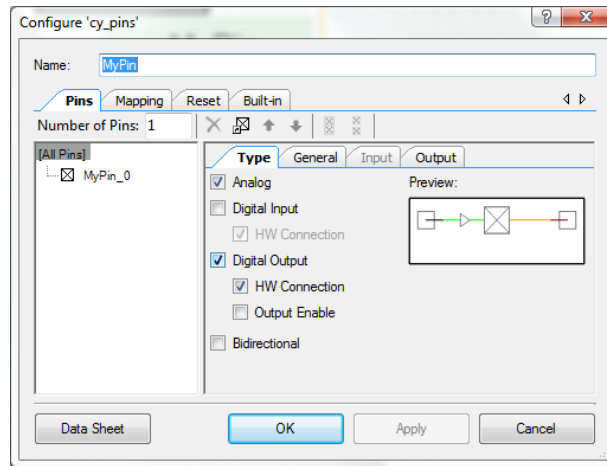 Configure 'cy_pins'
Name: MyPin
Pins Mapping Reset Built-in
Number of Pins: 1
[All Pins]
MyPin_0
Type General Input Output
Analog
Preview:
Digital Input
HW Connection
Digital Output
HW Connection
Output Enable
Bidirectional
Data Sheet OK Apply Cancel